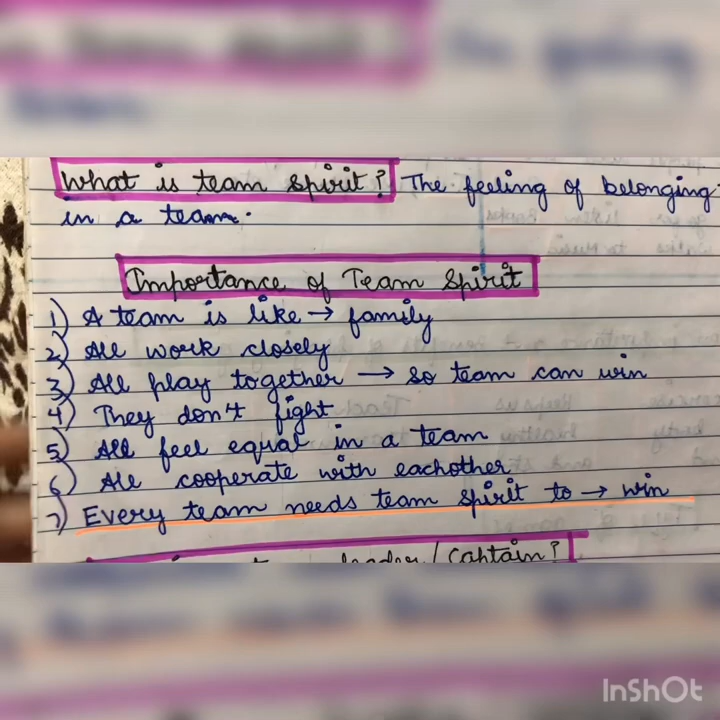 What is team spirit? The feeling of belonging
in a team.
Importance of Team Spirit
1) A team is like → family
2) All work closely
3) All play together → so team can win
4) They don't fight
5) All feel equal in a team
6) All cooperate with eachother
7) Every team needs team spirit to → win
leader/Captain?
InShOt